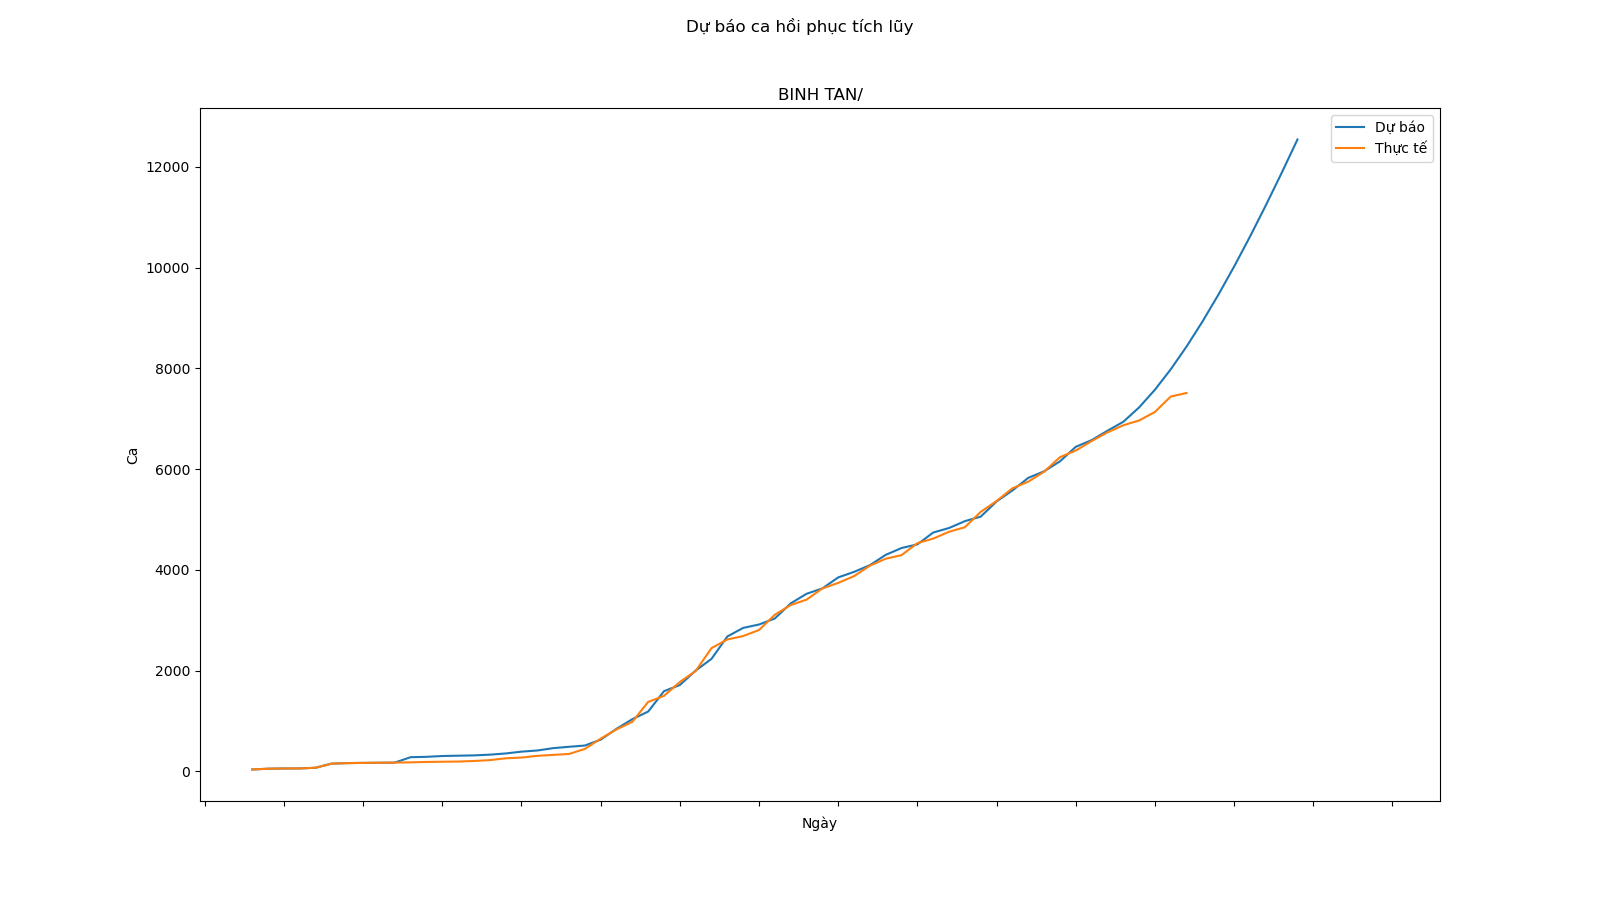 Dự báo ca hồi phục tích lũy
BINH TAN/
Dự báo
Thực tế
12000
10000
8000
6000
4000
2000
0
Ca
Ngày